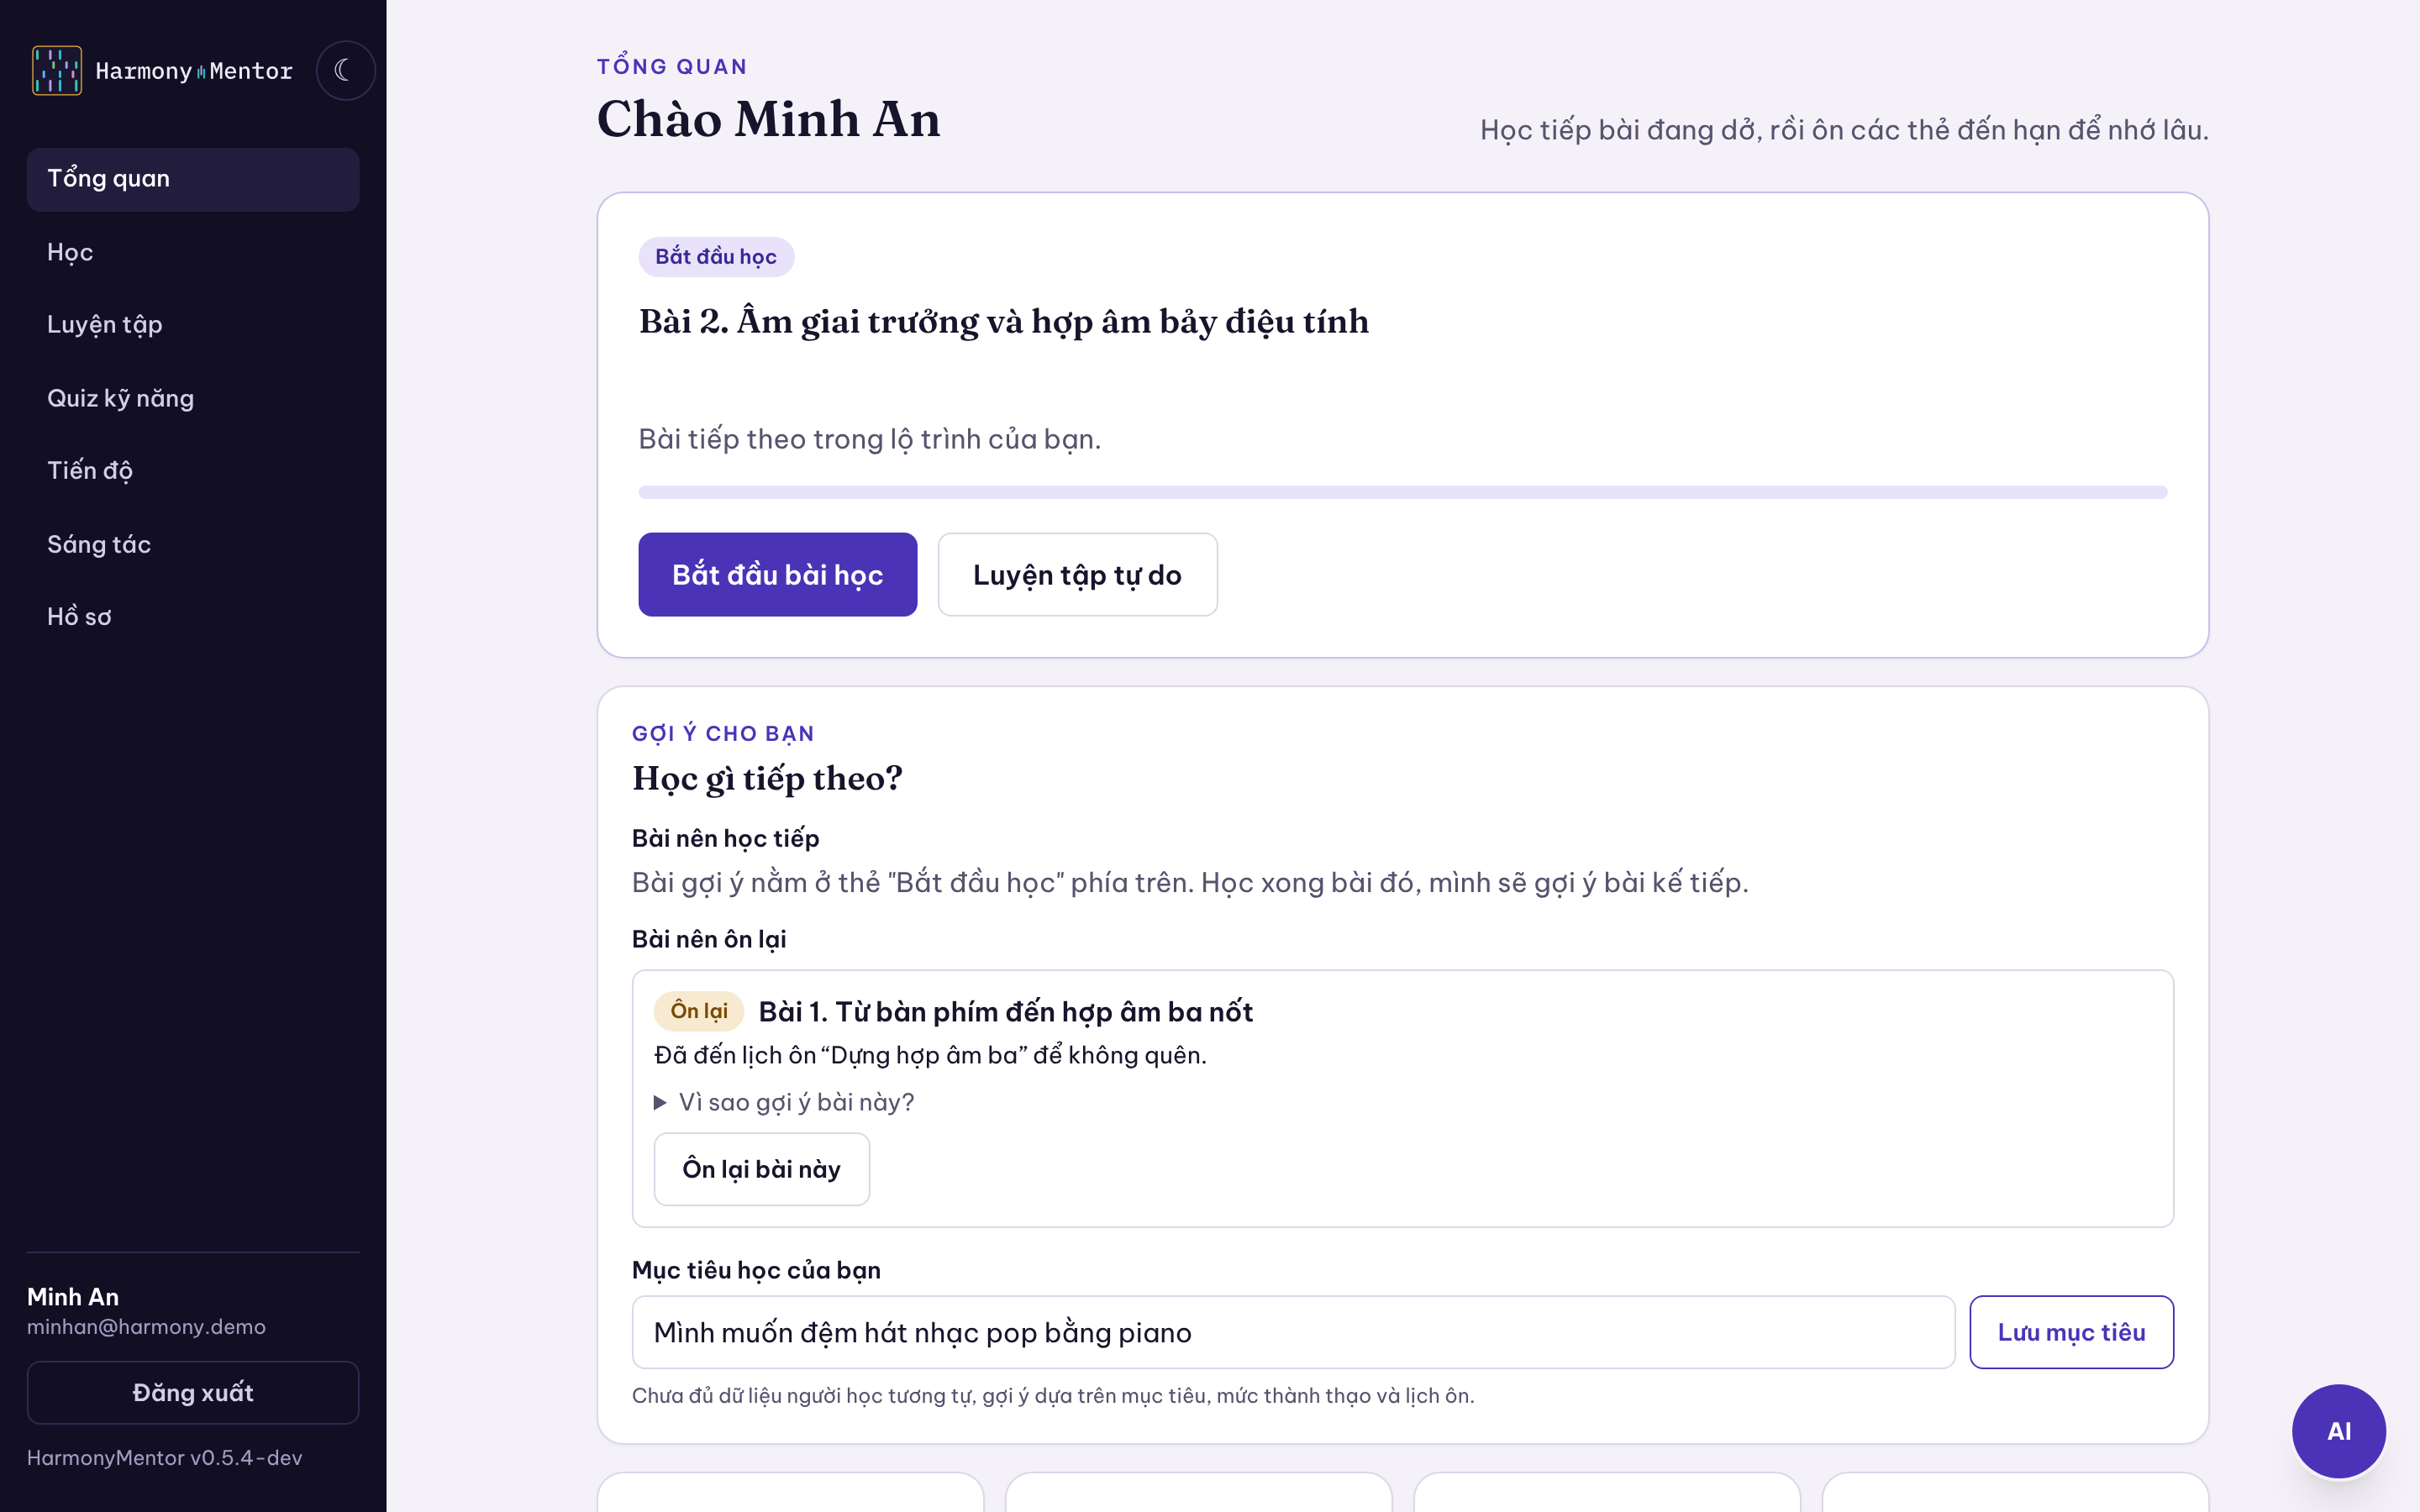 Harmony Mentor
Tổng quan
Học
Luyện tập
Quiz kỹ năng
Tiến độ
Sáng tác
Hồ sơ
Minh An
minhan@harmony.demo
Đăng xuất
HarmonyMentor v0.5.4-dev
TỔNG QUAN
Chào Minh An
Học tiếp bài đang dở, rồi ôn các thẻ đến hạn để nhớ lâu.
Bắt đầu học
Bài 2. Âm giai trưởng và hợp âm bảy điệu tính
Bài tiếp theo trong lộ trình của bạn.
Bắt đầu bài học
Luyện tập tự do
GỢI Ý CHO BẠN
Học gì tiếp theo?
Bài nên học tiếp
Bài gợi ý nằm ở thẻ "Bắt đầu học" phía trên. Học xong bài đó, mình sẽ gợi ý bài kế tiếp.
Bài nên ôn lại
Ôn lại Bài 1. Từ bàn phím đến hợp âm ba nốt
Đã đến lịch ôn “Dựng hợp âm ba” để không quên.
Vì sao gợi ý bài này?
Ôn lại bài này
Mục tiêu học của bạn
Mình muốn đệm hát nhạc pop bằng piano
Lưu mục tiêu
Chưa đủ dữ liệu người học tương tự, gợi ý dựa trên mục tiêu, mức thành thạo và lịch ôn.
AI